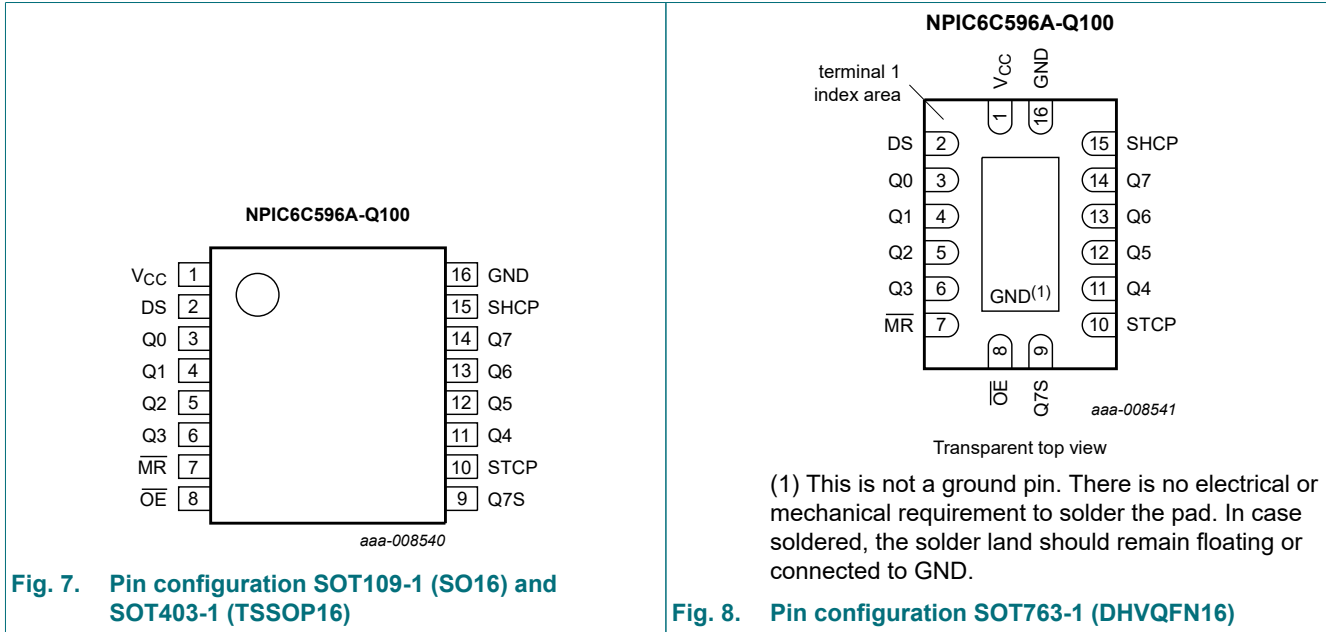 NPIC6C596A-Q100
VCC 1
DS 2
Q0 3
Q1 4
Q2 5
Q3 6
MR 7
OE 8
16 GND
15 SHCP
14 Q7
13 Q6
12 Q5
11 Q4
10 STCP
9 Q7S
aaa-008540
Fig. 7. Pin configuration SOT109-1 (SO16) and
SOT403-1 (TSSOP16)
NPIC6C596A-Q100
terminal 1
index area
VCC
GND
1
16
DS 2
Q0 3
Q1 4
Q2 5
Q3 6
MR 7
15 SHCP
14 Q7
13 Q6
12 Q5
11 Q4
10 STCP
GND(1)
8
9
OE
Q7S
aaa-008541
Transparent top view
(1) This is not a ground pin. There is no electrical or
mechanical requirement to solder the pad. In case
soldered, the solder land should remain floating or
connected to GND.
Fig. 8. Pin configuration SOT763-1 (DHVQFN16)